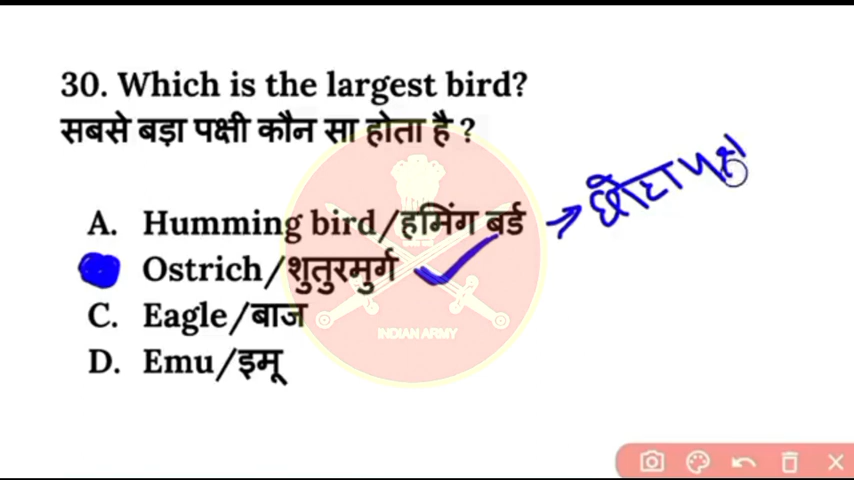 30. Which is the largest bird?
सबसे बड़ा पक्षी कौन सा होता है ?
A. Humming bird/हमिंग बर्ड → छोटा
Ostrich/शुतुरमुर्ग
C. Eagle/बाज
D. Emu/इमू
INDIAN ARMY